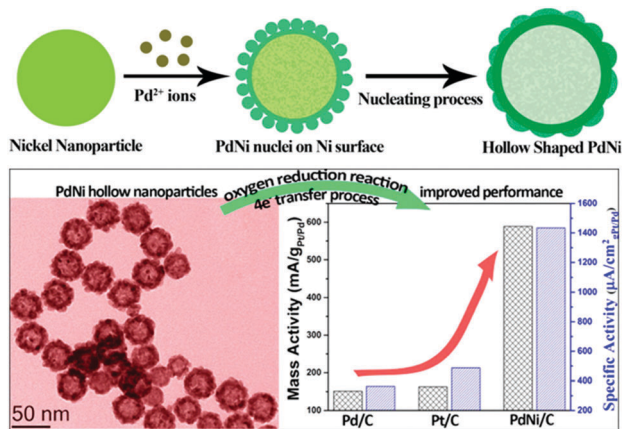 Pd²⁺ ions
Nucleating process
Nickel Nanoparticle
PdNi nuclei on Ni surface
Hollow Shaped PdNi
PdNi hollow nanoparticles
oxygen reduction reaction
4e⁻ transfer process
improved performance
50 nm
Mass Activity (mA/gPt/Pd)
600
500
400
300
200
100
1600
1400
1200
1000
800
600
400
200
Specific Activity (μA/cm²gPt/Pd)
Pd/C
Pt/C
PdNi/C